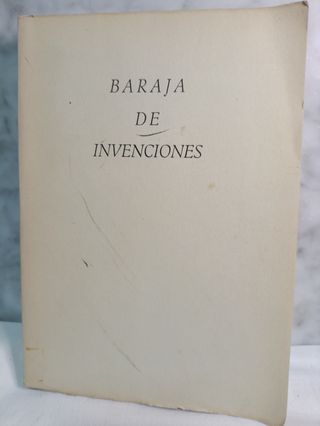 BARAJA
DE
INVENCIONES